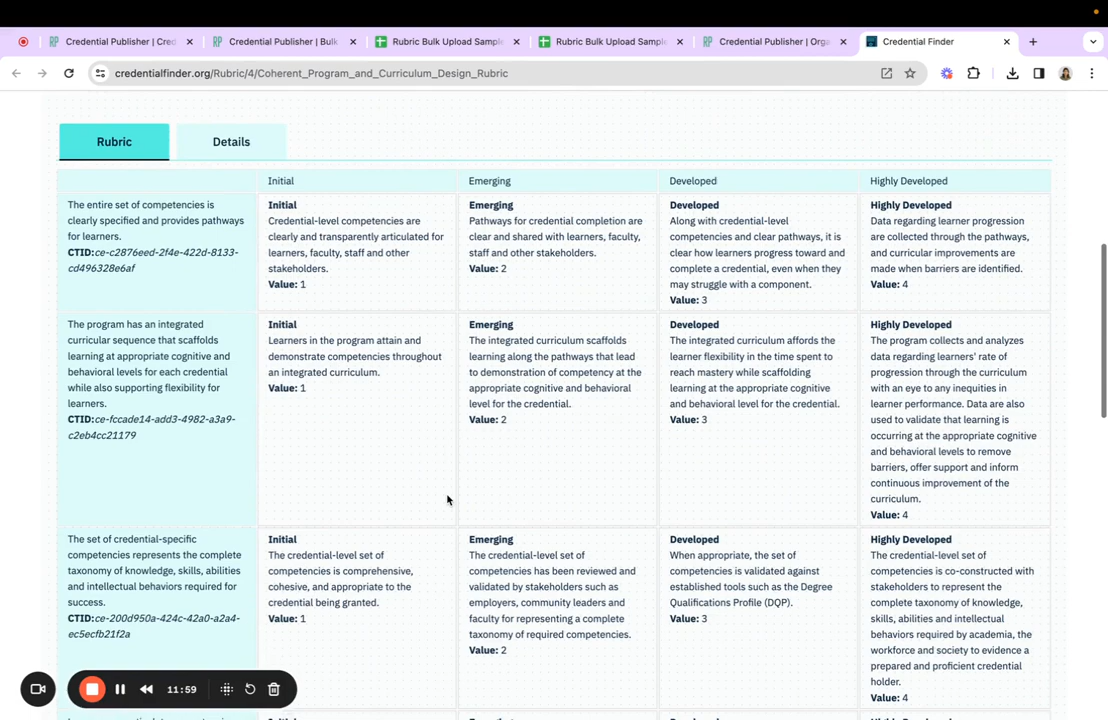 Credential Publisher | Cred
Credential Publisher | Bulk
Rubric Bulk Upload Sample
Rubric Bulk Upload Sample
Credential Publisher | Orga
Credential Finder
credentialfinder.org/Rubric/4/Coherent_Program_and_Curriculum_Design_Rubric
Rubric
Details
Initial
Emerging
Developed
Highly Developed
The entire set of competencies is
clearly specified and provides pathways
for learners.
CTID:ce-c2876eed-2f4e-422d-8133-
cd496328e6af
Initial
Credential-level competencies are
clearly and transparently articulated for
learners, faculty, staff and other
stakeholders.
Value: 1
Emerging
Pathways for credential completion are
clear and shared with learners, faculty,
staff and other stakeholders.
Value: 2
Developed
Along with credential-level
competencies and clear pathways, it is
clear how learners progress toward and
complete a credential, even when they
may struggle with a component.
Value: 3
Highly Developed
Data regarding learner progression
are collected through the pathways,
and curricular improvements are
made when barriers are identified.
Value: 4
The program has an integrated
curricular sequence that scaffolds
learning at appropriate cognitive and
behavioral levels for each credential
while also supporting flexibility for
learners.
CTID:ce-fccade14-add3-4982-a3a9-
c2eb4cc21179
Initial
Learners in the program attain and
demonstrate competencies throughout
an integrated curriculum.
Value: 1
Emerging
The integrated curriculum scaffolds
learning along the pathways that lead
to demonstration of competency at the
appropriate cognitive and behavioral
level for the credential.
Value: 2
Developed
The integrated curriculum affords the
learner flexibility in the time spent to
reach mastery while scaffolding
learning at the appropriate cognitive
and behavioral level for the credential.
Value: 3
Highly Developed
The program collects and analyzes
data regarding learners' rate of
progression through the curriculum
with an eye to any inequities in
learner performance. Data are also
used to validate that learning is
occurring at the appropriate cognitive
and behavioral levels to remove
barriers, offer support and inform
continuous improvement of the
curriculum.
Value: 4
The set of credential-specific
competencies represents the complete
taxonomy of knowledge, skills, abilities
and intellectual behaviors required for
success.
CTID:ce-200d950a-424c-42a0-a2a4-
ec5ecfb21f2a
Initial
The credential-level set of
competencies is comprehensive,
cohesive, and appropriate to the
credential being granted.
Value: 1
Emerging
The credential-level set of
competencies has been reviewed and
validated by stakeholders such as
employers, community leaders and
faculty for representing a complete
taxonomy of required competencies.
Value: 2
Developed
When appropriate, the set of
competencies is validated against
established tools such as the Degree
Qualifications Profile (DQP).
Value: 3
Highly Developed
The credential-level set of
competencies is co-constructed with
stakeholders to represent the
complete taxonomy of knowledge,
skills, abilities and intellectual
behaviors required by academia, the
workforce and society to evidence a
prepared and proficient credential
holder.
Value: 4
11:59